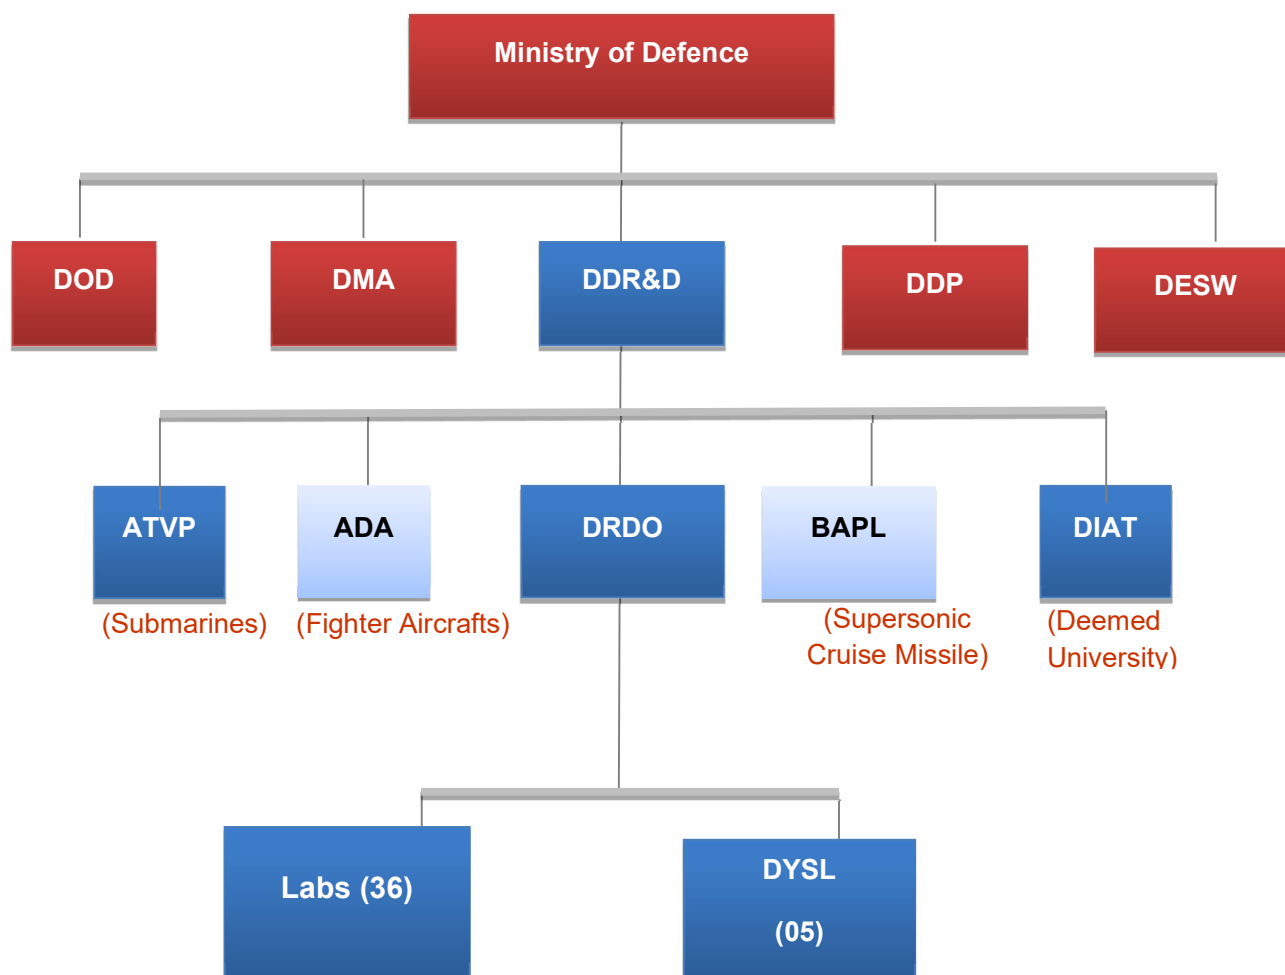 Ministry of Defence
DOD
DMA
DDR&D
DDP
DESW
ATVP
ADA
DRDO
BAPL
DIAT
(Submarines)
(Fighter Aircrafts)
(Supersonic
Cruise Missile)
(Deemed
University)
Labs (36)
DYSL
(05)